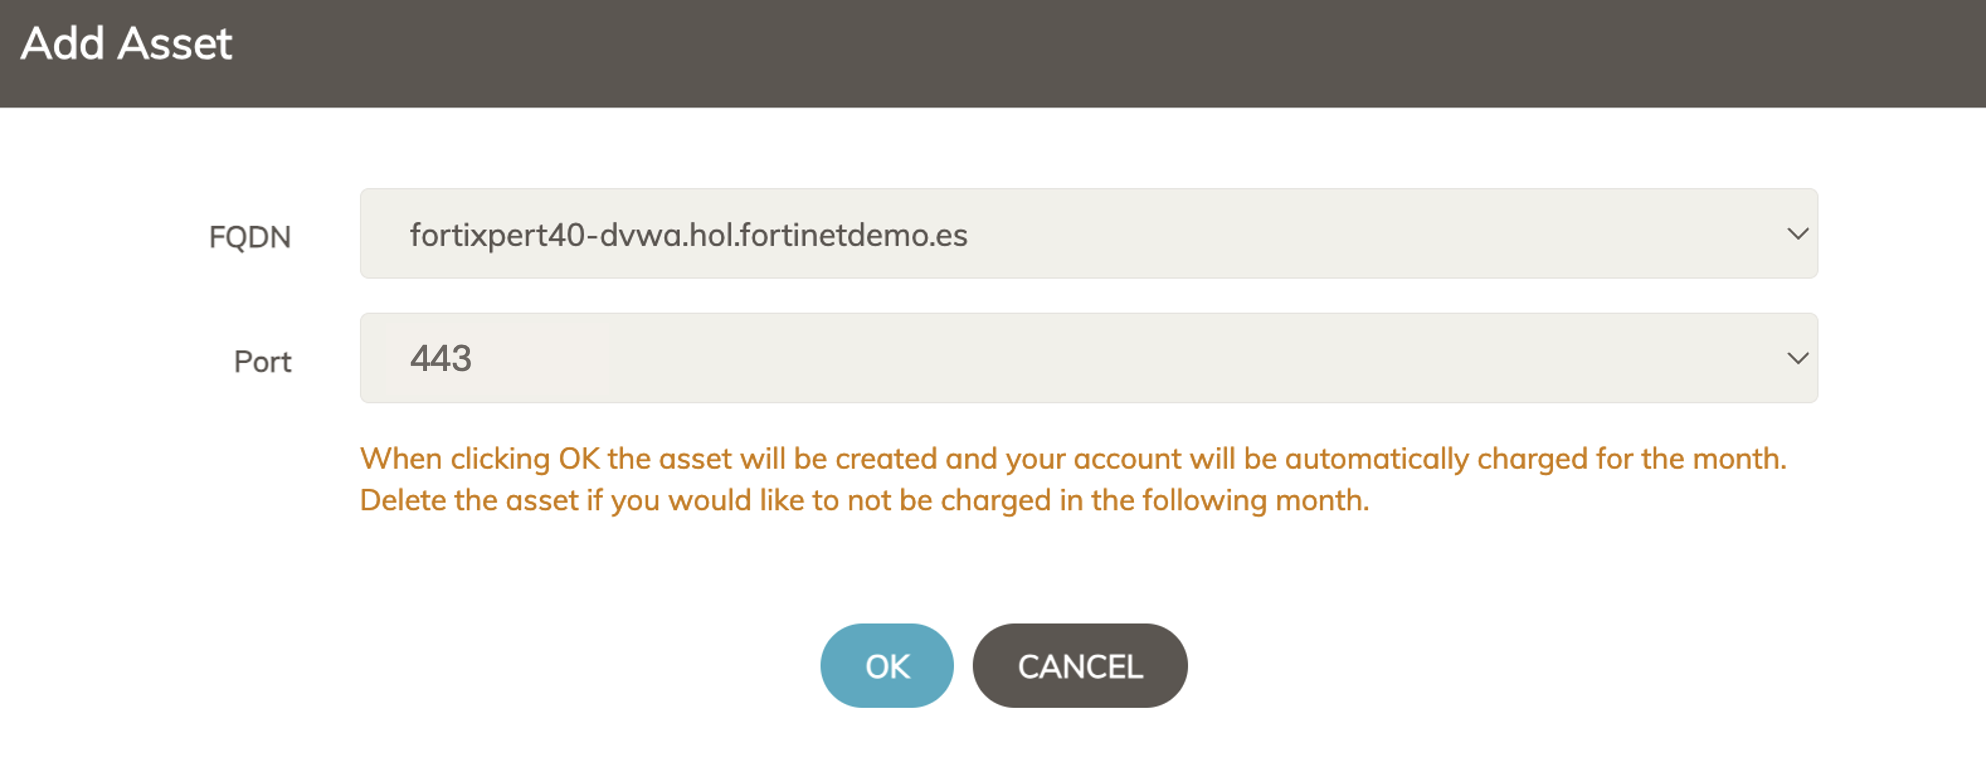 Add Asset
FQDN
fortixpert40-dvwa.hol.fortinetdemo.es
Port
443
When clicking OK the asset will be created and your account will be automatically charged for the month.
Delete the asset if you would like to not be charged in the following month.
OK
CANCEL